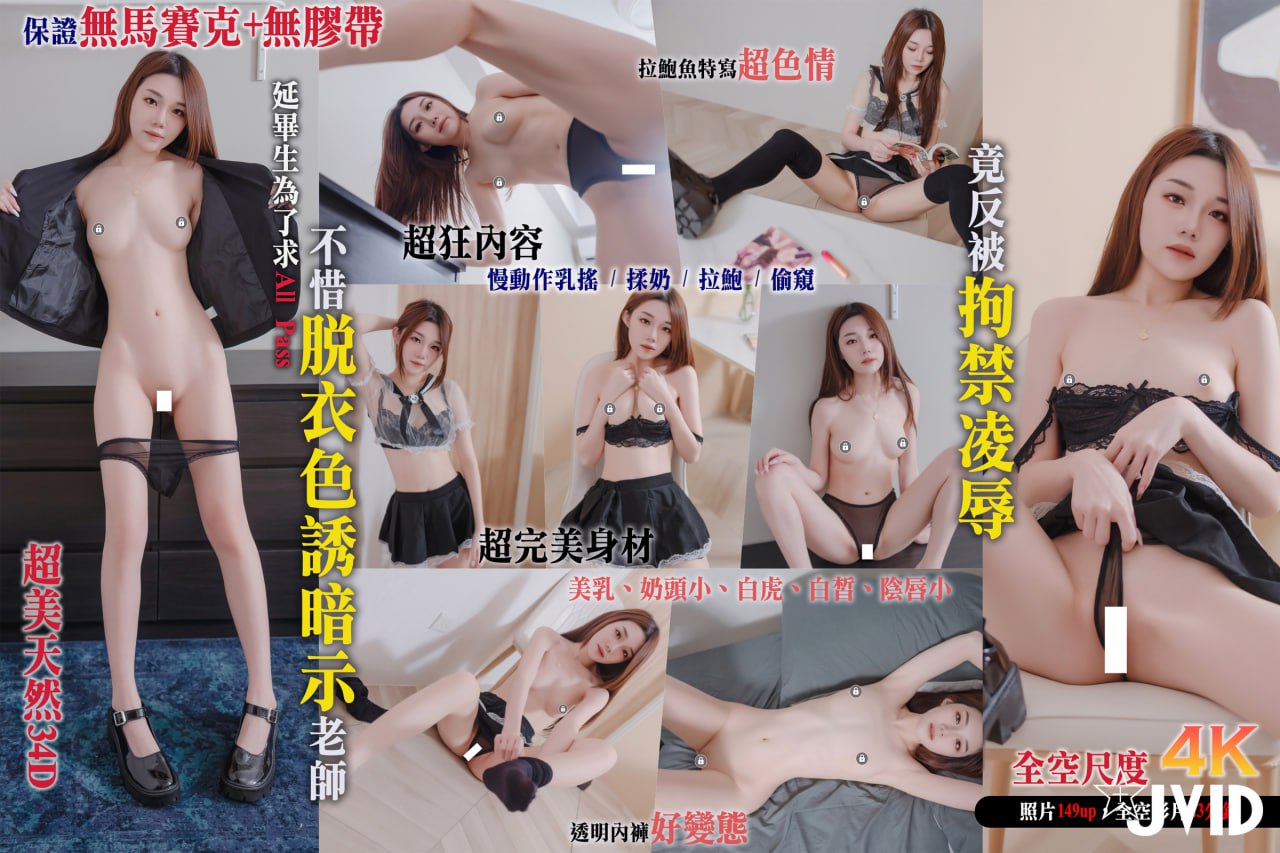 保證無馬賽克+無膠帶
延畢生為了求All Pass
不惜脫衣色誘暗示老師
超美天然34D
拉鮑魚特寫超色情
超狂內容
慢動作乳搖 / 揉奶 / 拉鮑 / 偷窺
竟反被拘禁凌辱
超完美身材
美乳、奶頭小、白虎、白皙、陰唇小
透明內褲好變態
全空尺度 4K
照片149up
JVID